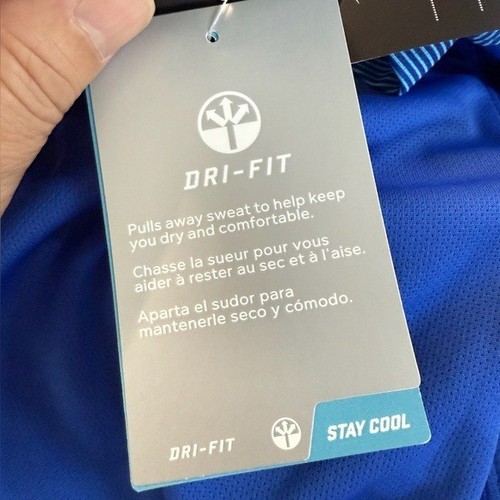 DRI-FIT
Pulls away sweat to help keep
you dry and comfortable.
Chasse la sueur pour vous
aider à rester au sec et à l'aise.
Aparta el sudor para
mantenerle seco y cómodo.
DRI-FIT
STAY COOL